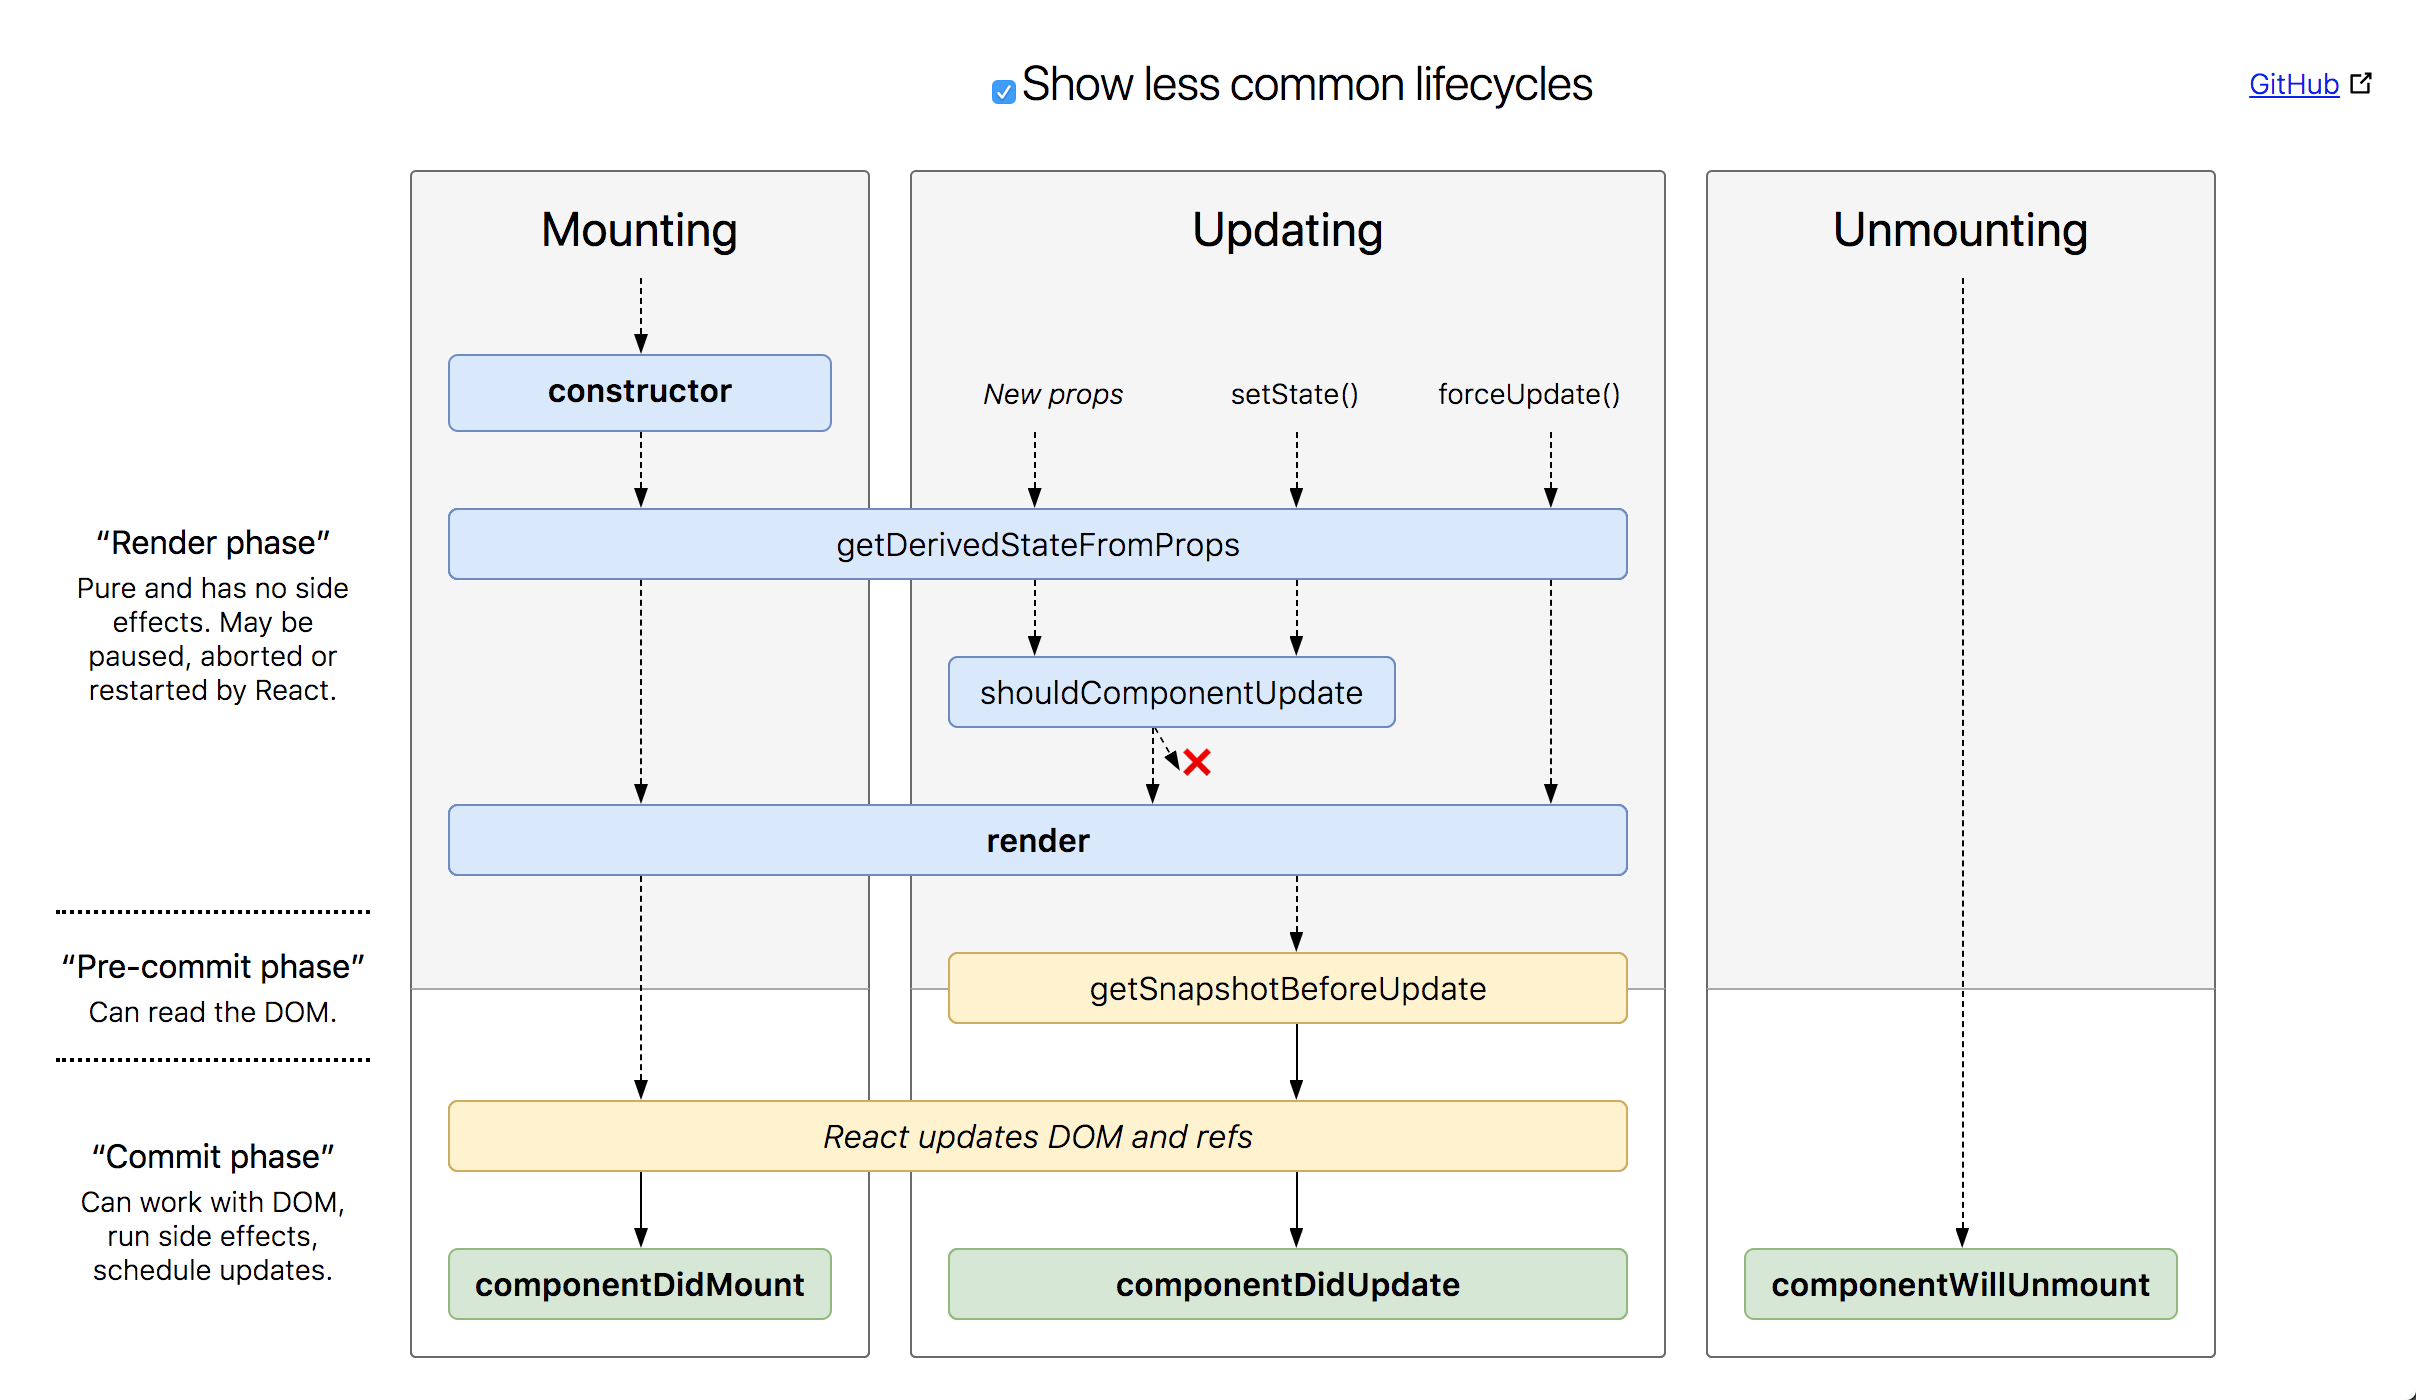 Show less common lifecycles
GitHub
Mounting
Updating
Unmounting
constructor
New props
setState()
forceUpdate()
“Render phase”
Pure and has no side
effects. May be
paused, aborted or
restarted by React.
getDerivedStateFromProps
shouldComponentUpdate
render
“Pre-commit phase”
Can read the DOM.
getSnapshotBeforeUpdate
“Commit phase”
Can work with DOM,
run side effects,
schedule updates.
React updates DOM and refs
componentDidMount
componentDidUpdate
componentWillUnmount